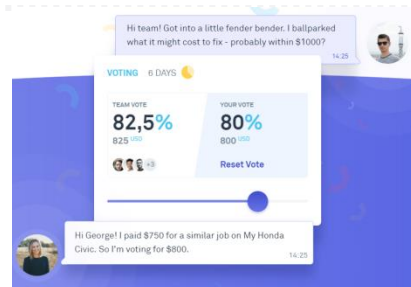 Hi team! Got into a little fender bender. I ballparked
what it might cost to fix - probably within $1000?
14:25
VOTING 6 DAYS
TEAM VOTE
82,5%
825 USD
+3
YOUR VOTE
80%
800 USD
Reset Vote
Hi George! I paid $750 for a similar job on My Honda
Civic. So I'm voting for $800.
14:25